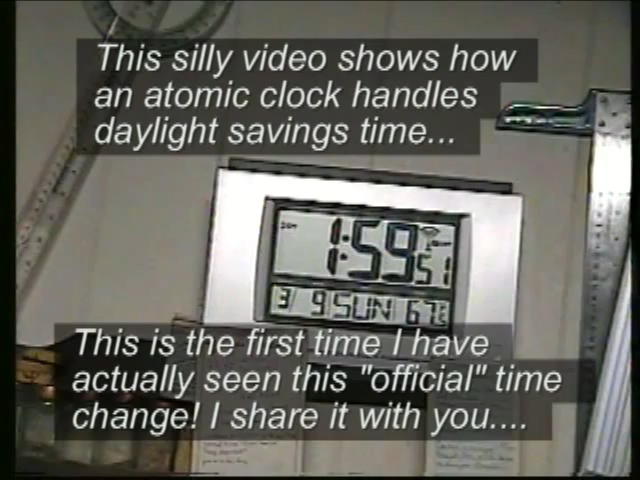 This silly video shows how
an atomic clock handles
daylight savings time...
1:59 51
3/ 9 SUN 67
This is the first time I have
actually seen this "official" time
change! I share it with you....